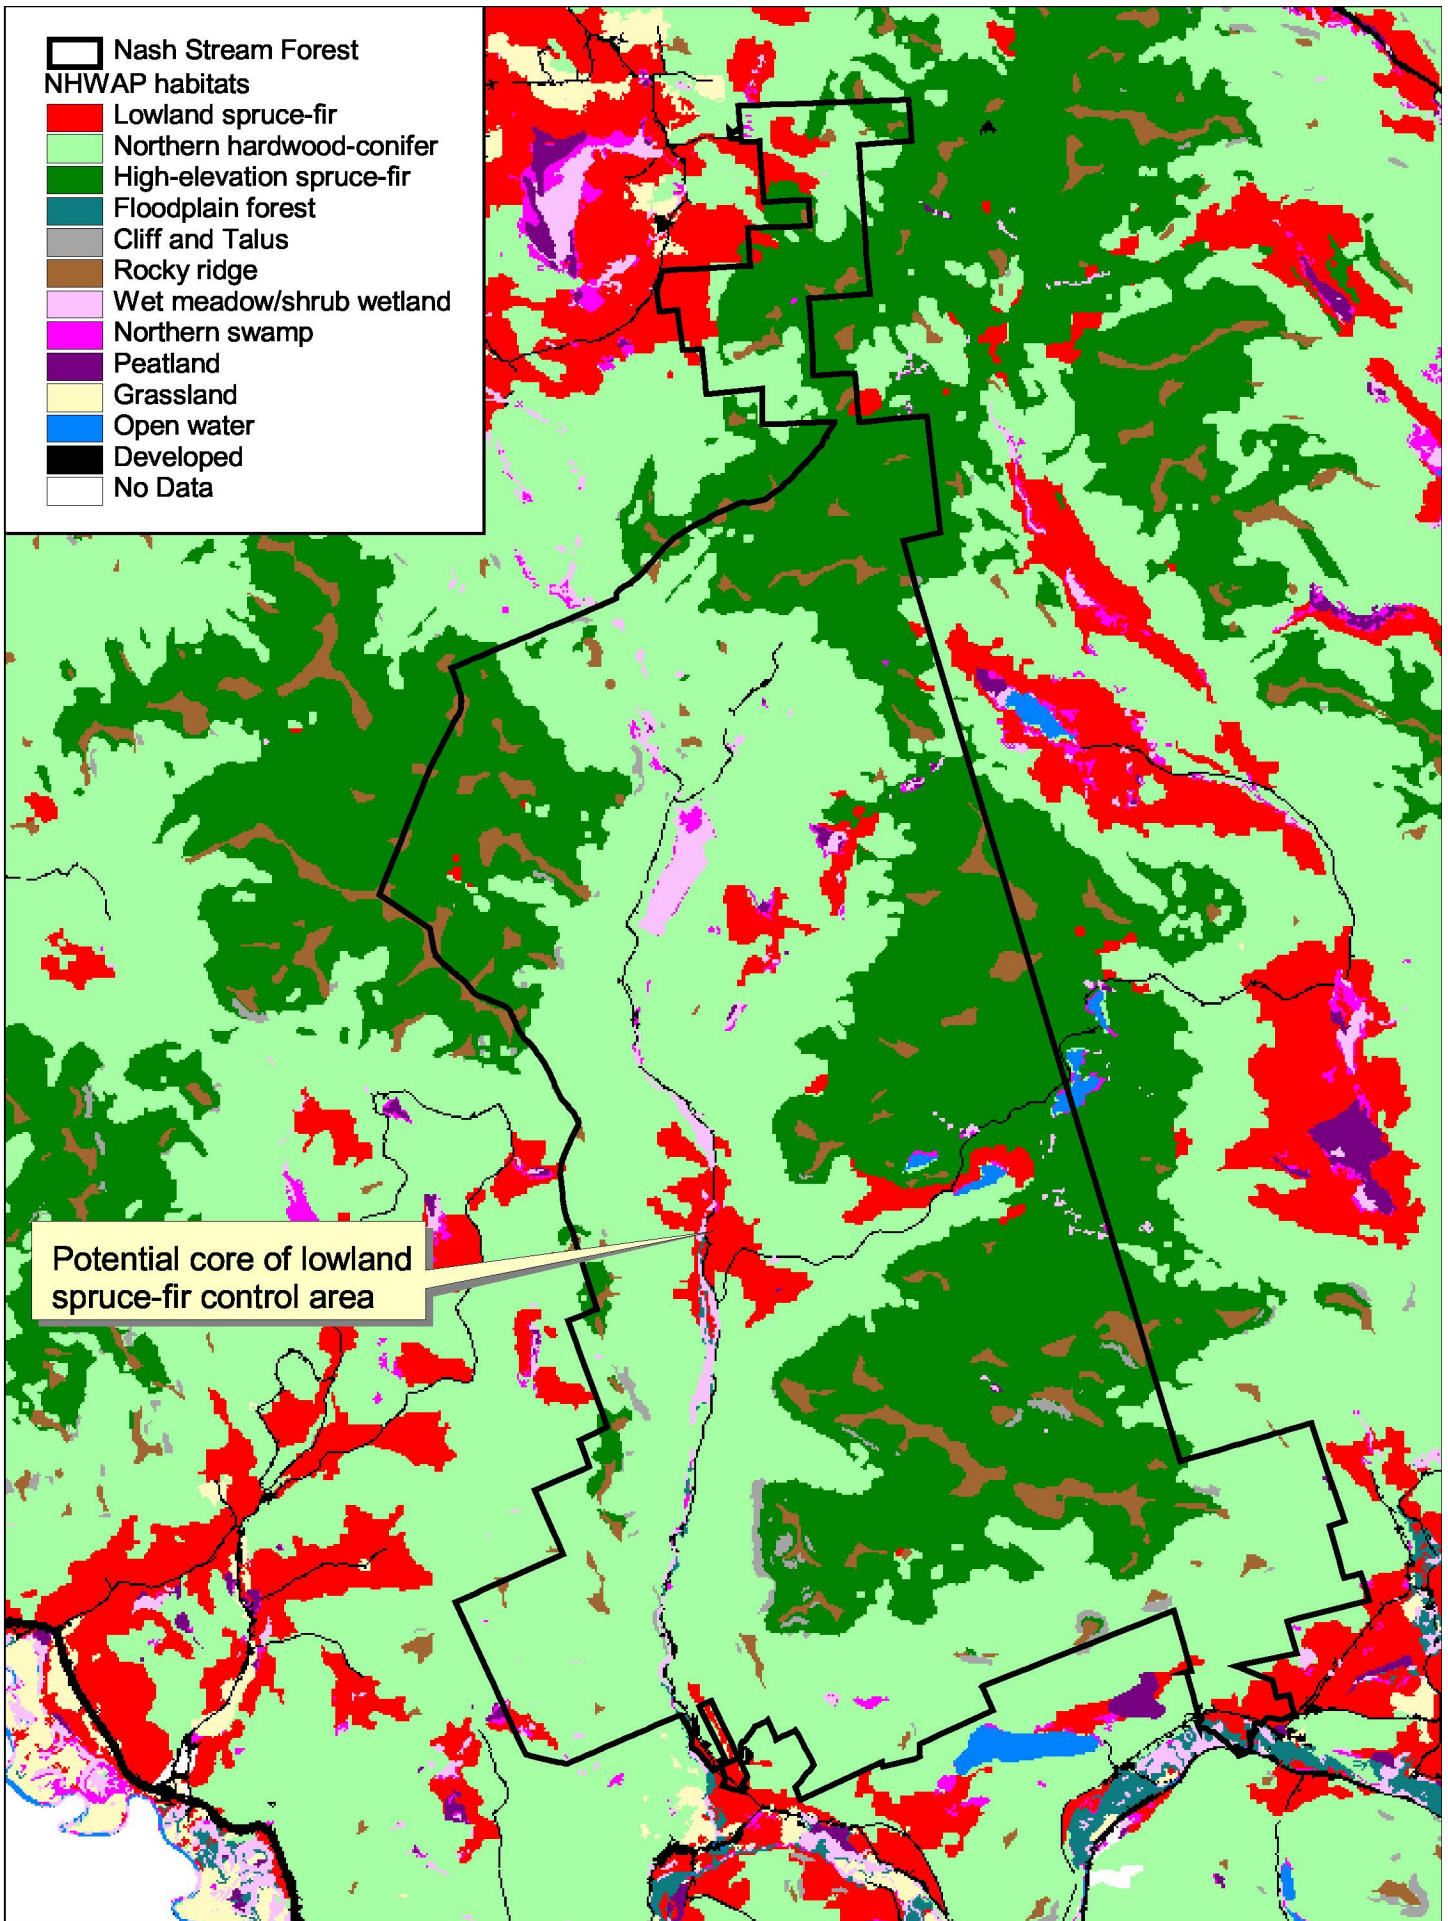 Nash Stream Forest
NHWAP habitats
Lowland spruce-fir
Northern hardwood-conifer
High-elevation spruce-fir
Floodplain forest
Cliff and Talus
Rocky ridge
Wet meadow/shrub wetland
Northern swamp
Peatland
Grassland
Open water
Developed
No Data
Potential core of lowland
spruce-fir control area